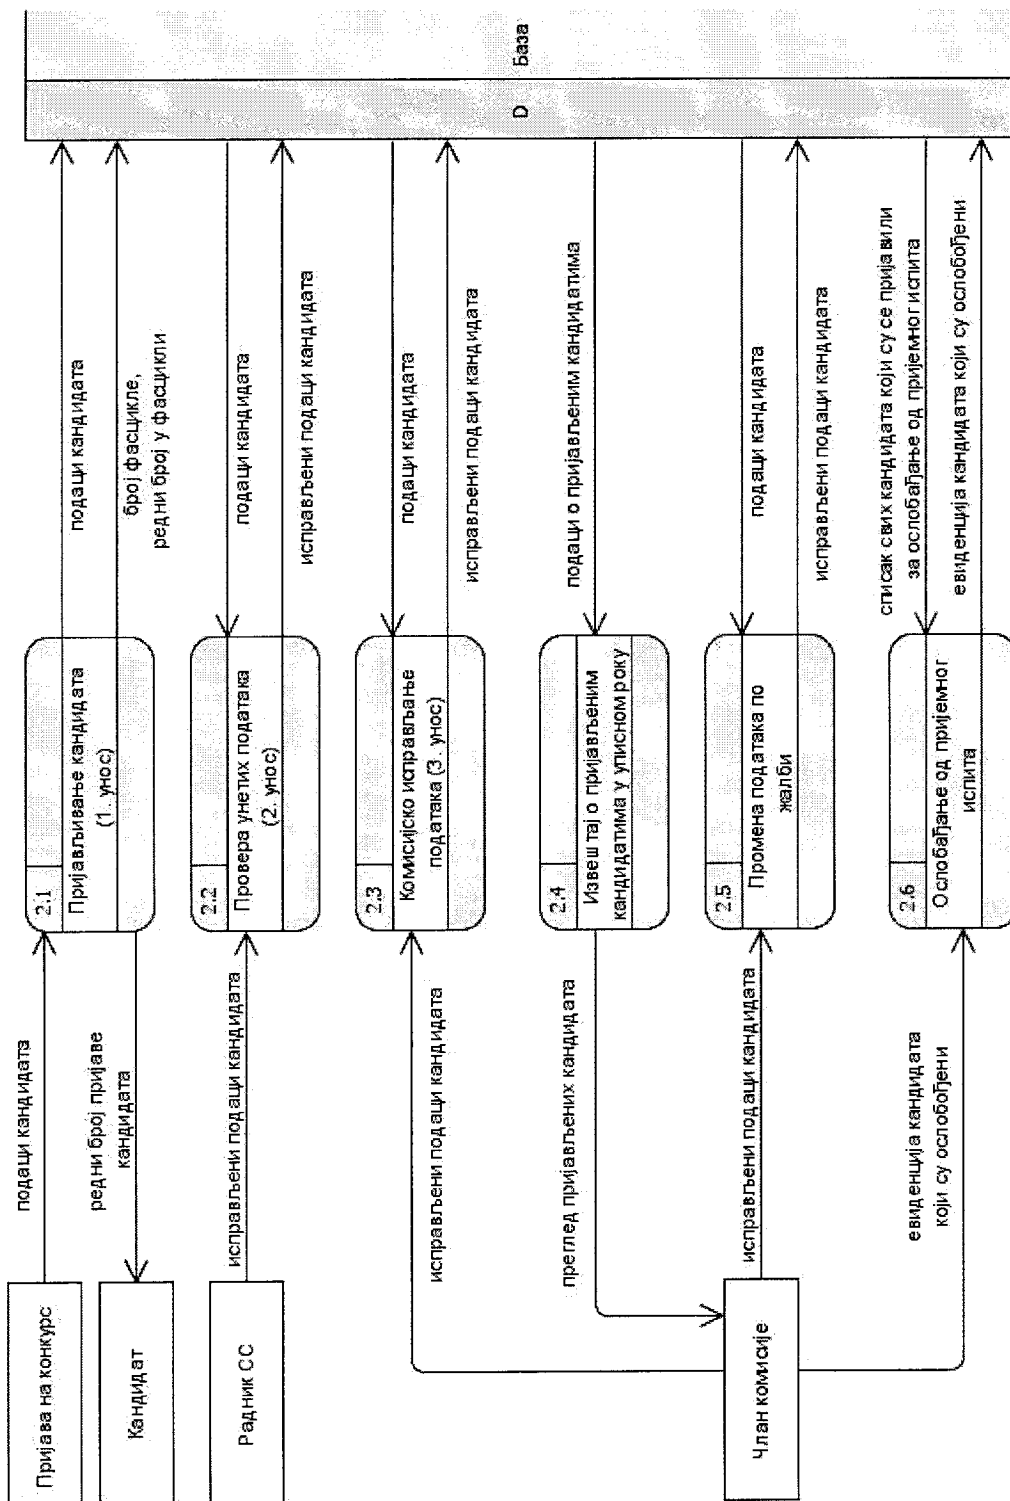 Пријава на конкурс
подаци кандидата
2.1
Пријављивање кандидата
(1. унос)
подаци кандидата
Кандидат
редни број пријаве
кандидата
број фасцикле,
редни број у фасцикли
Радник СС
исправљени подаци кандидата
2.2
Провера унетих података
(2. унос)
подаци кандидата
исправљени подаци кандидата
исправљени подаци кандидата
2.3
Комисијско исправљање
података (3. унос)
подаци кандидата
исправљени подаци кандидата
преглед пријављених кандидата
2.4
Извештај о пријављеним
кандидатима у уписном року
подаци о пријављеним кандидатима
Члан комисије
исправљени подаци кандидата
2.5
Промена података по
жалби
подаци кандидата
исправљени подаци кандидата
евиденција кандидата
који су ослобођени
2.6
Ослобађање од пријемног
испита
списак свих кандидата који су се пријавили
за ослобађање од пријемног испита
евиденција кандидата који су ослобођени
D
База